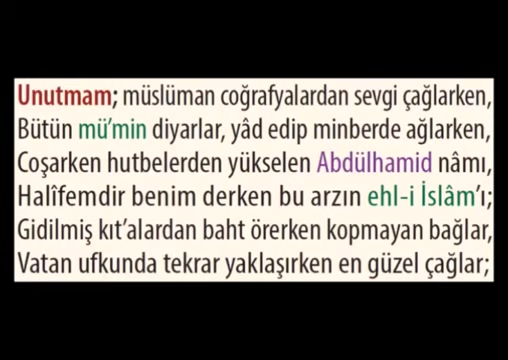 Unutmam; müslüman coğrafyalardan sevgi çağlarken,
Bütün mü’min diyarlar, yâd edip minberde ağlarken,
Coşarken hutbelerden yükselen Abdülhamid nâmı,
Halîfemdir benim derken bu arzın ehl-i İslâm’ı;
Gidilmiş kıt’alardan baht örerken kopmayan bağlar,
Vatan ufkunda tekrar yaklaşırken en güzel çağlar;